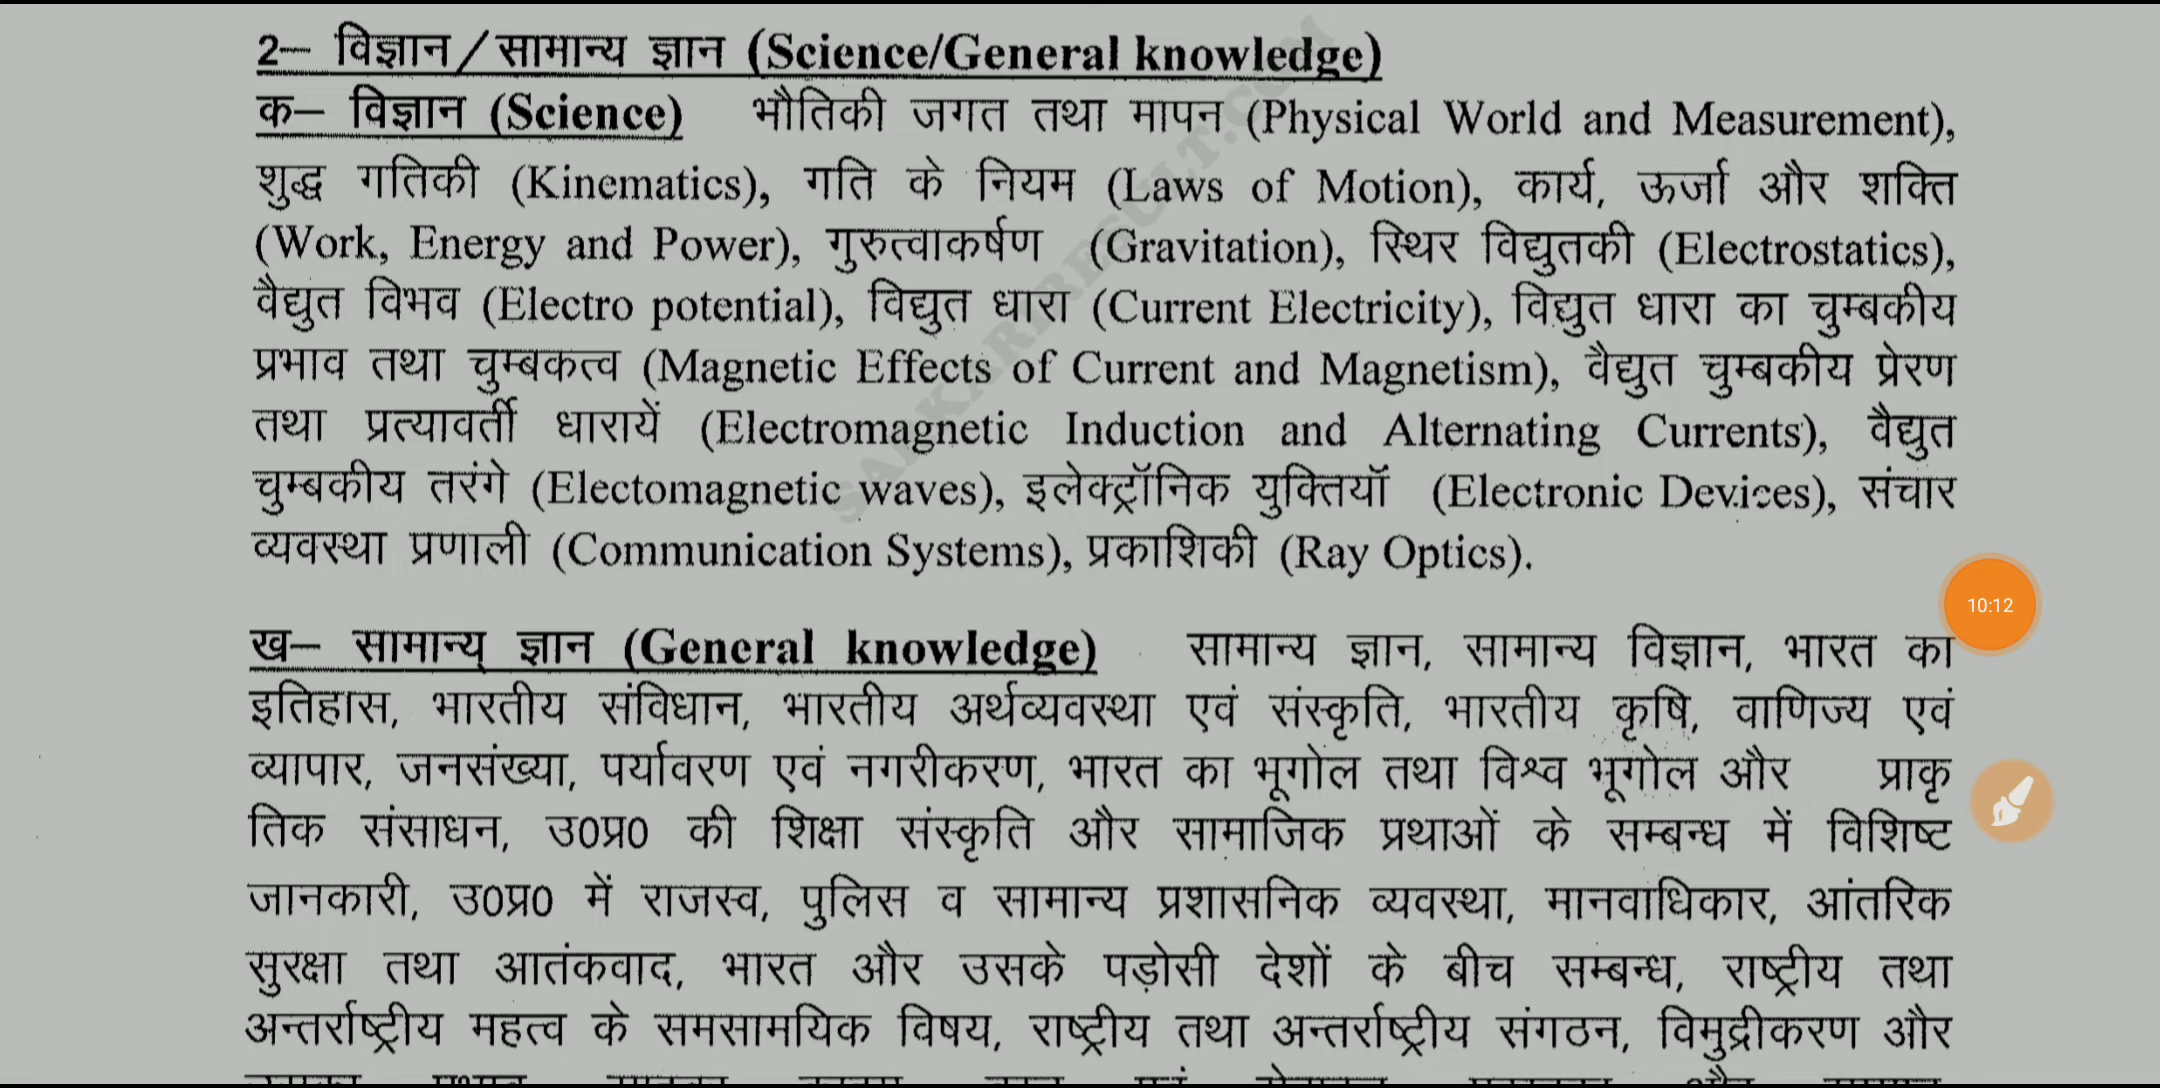 2– विज्ञान/सामान्य ज्ञान (Science/General knowledge)
क– विज्ञान (Science) भौतिकी जगत तथा मापन (Physical World and Measurement),
शुद्ध गतिकी (Kinematics), गति के नियम (Laws of Motion), कार्य, ऊर्जा और शक्ति
(Work, Energy and Power), गुरुत्वाकर्षण (Gravitation), स्थिर विद्युतकी (Electrostatics),
वैद्युत विभव (Electro potential), विद्युत धारा (Current Electricity), विद्युत धारा का चुम्बकीय
प्रभाव तथा चुम्बकत्व (Magnetic Effects of Current and Magnetism), वैद्युत चुम्बकीय प्रेरण
तथा प्रत्यावर्ती धारायें (Electromagnetic Induction and Alternating Currents), वैद्युत
चुम्बकीय तरंगे (Electomagnetic waves), इलेक्ट्रॉनिक युक्तियॉ (Electronic Devices), संचार
व्यवस्था प्रणाली (Communication Systems), प्रकाशिकी (Ray Optics).
10:12
ख– सामान्य् ज्ञान (General knowledge) सामान्य ज्ञान, सामान्य विज्ञान, भारत का
इतिहास, भारतीय संविधान, भारतीय अर्थव्यवस्था एवं संस्कृति, भारतीय कृषि, वाणिज्य एवं
व्यापार, जनसंख्या, पर्यावरण एवं नगरीकरण, भारत का भूगोल तथा विश्व भूगोल और प्राकृ
तिक संसाधन, उ0प्र0 की शिक्षा संस्कृति और सामाजिक प्रथाओं के सम्बन्ध में विशिष्ट
जानकारी, उ0प्र0 में राजस्व, पुलिस व सामान्य प्रशासनिक व्यवस्था, मानवाधिकार, आंतरिक
सुरक्षा तथा आतंकवाद, भारत और उसके पड़ोसी देशों के बीच सम्बन्ध, राष्ट्रीय तथा
अन्तर्राष्ट्रीय महत्व के समसामयिक विषय, राष्ट्रीय तथा अन्तर्राष्ट्रीय संगठन, विमुद्रीकरण और
SARKARIRESULT.COM